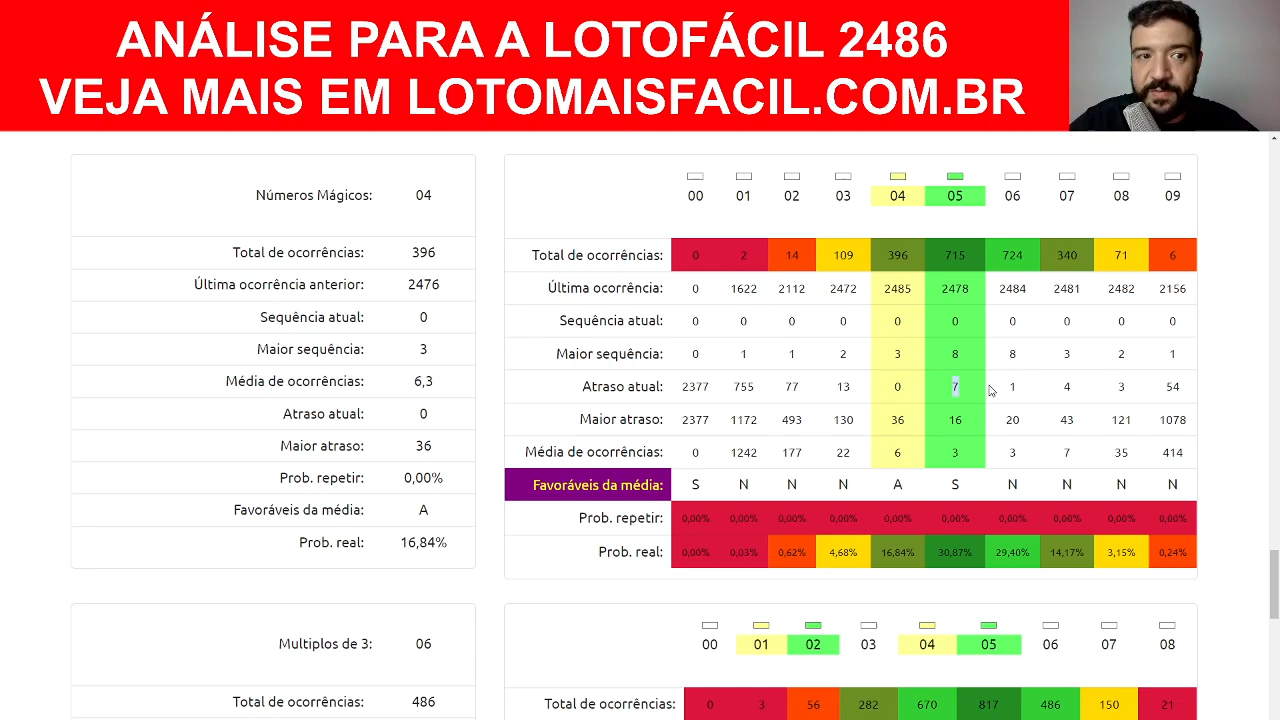 ANÁLISE PARA A LOTOFÁCIL 2486
VEJA MAIS EM LOTOMAISFACIL.COM.BR
Números Mágicos: 04
Total de ocorrências: 396
Última ocorrência anterior: 2476
Sequência atual: 0
Maior sequência: 3
Média de ocorrências: 6,3
Atraso atual: 0
Maior atraso: 36
Prob. repetir: 0,00%
Favoráveis da média: A
Prob. real: 16,84%
00 01 02 03 04 05 06 07 08 09
Total de ocorrências: 0 2 14 109 396 715 724 340 71 6
Última ocorrência: 0 1622 2112 2472 2485 2478 2484 2481 2482 2156
Sequência atual: 0 0 0 0 0 0 0 0 0 0
Maior sequência: 0 1 1 2 3 8 8 3 2 1
Atraso atual: 2377 755 77 13 0 7 1 4 3 54
Maior atraso: 2377 1172 493 130 36 16 20 43 121 1078
Média de ocorrências: 0 1242 177 22 6 3 3 7 35 414
Favoráveis da média: S N N N A S N N N N
Prob. repetir: 0,00% 0,00% 0,00% 0,00% 0,00% 0,00% 0,00% 0,00% 0,00% 0,00%
Prob. real: 0,00% 0,03% 0,62% 4,68% 16,84% 30,87% 29,40% 14,17% 3,15% 0,24%
Multiplos de 3: 06
Total de ocorrências: 486
00 01 02 03 04 05 06 07 08
Total de ocorrências: 0 3 56 282 670 817 486 150 21